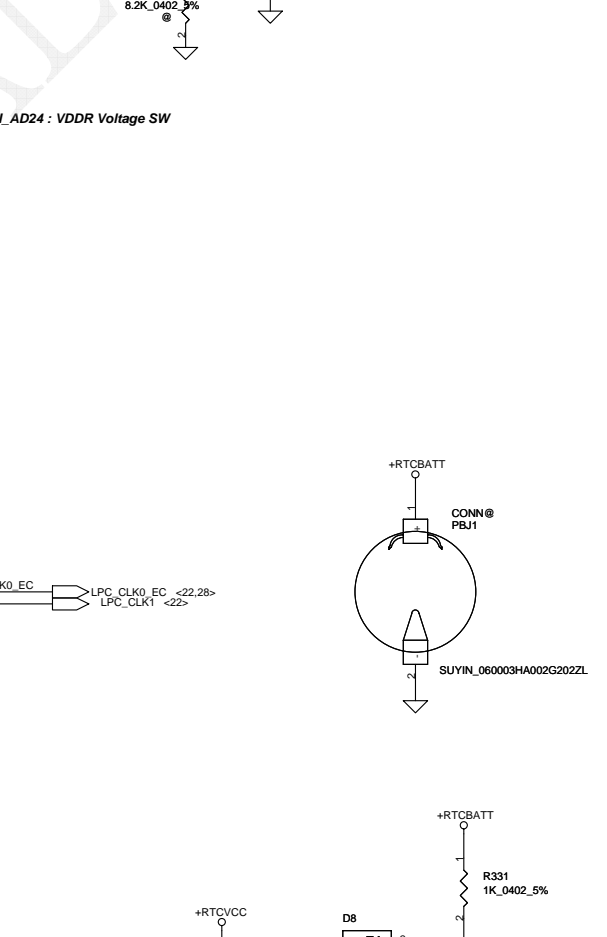 8.2K_0402_5%
@
2
_AD24 : VDDR Voltage SW
+RTCBATT
1
CONN@
PBJ1
+
K0_EC
LPC_CLK0_EC <22,28>
LPC_CLK1 <22>
-
SUYIN_060003HA002G202ZL
2
+RTCBATT
1
R331
1K_0402_5%
2
+RTCVCC
D8